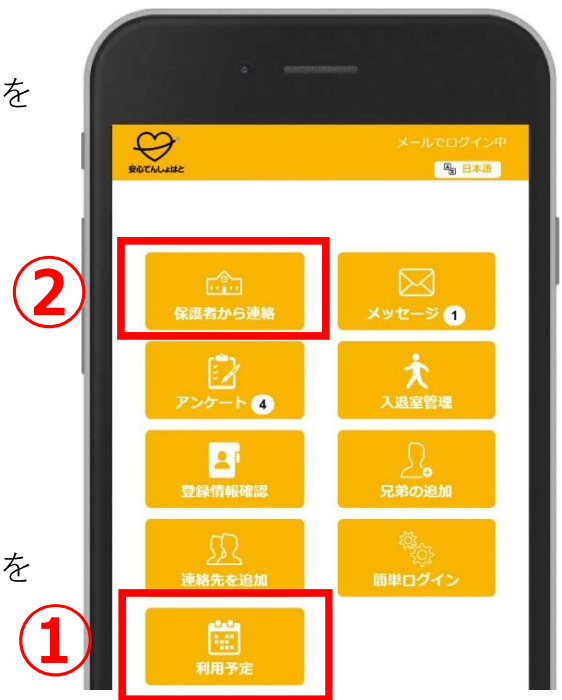 を
メールでログイン中
安心でんしょばと
日本語
②
保護者から連絡
メッセージ 1
アンケート 4
入退室管理
登録情報確認
兄弟の追加
を
連絡先を追加
簡単ログイン
①
利用予定